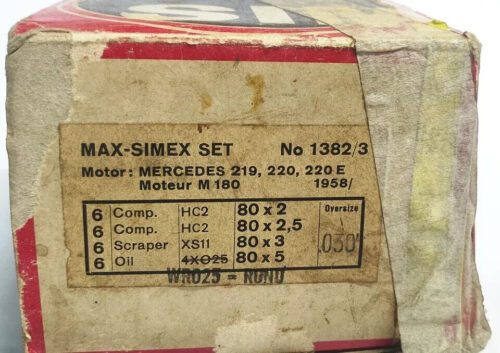 MAX-SIMEX SET No 1382/3
Motor: MERCEDES 219, 220, 220 E
Moteur M 180 1958/
6 Comp. HC2 80 x 2 Oversize
6 Comp. HC2 80 x 2,5
6 Scraper XS11 80 x 3 .030"
6 Oil 4XO25 80 x 5
WR025 = RUND